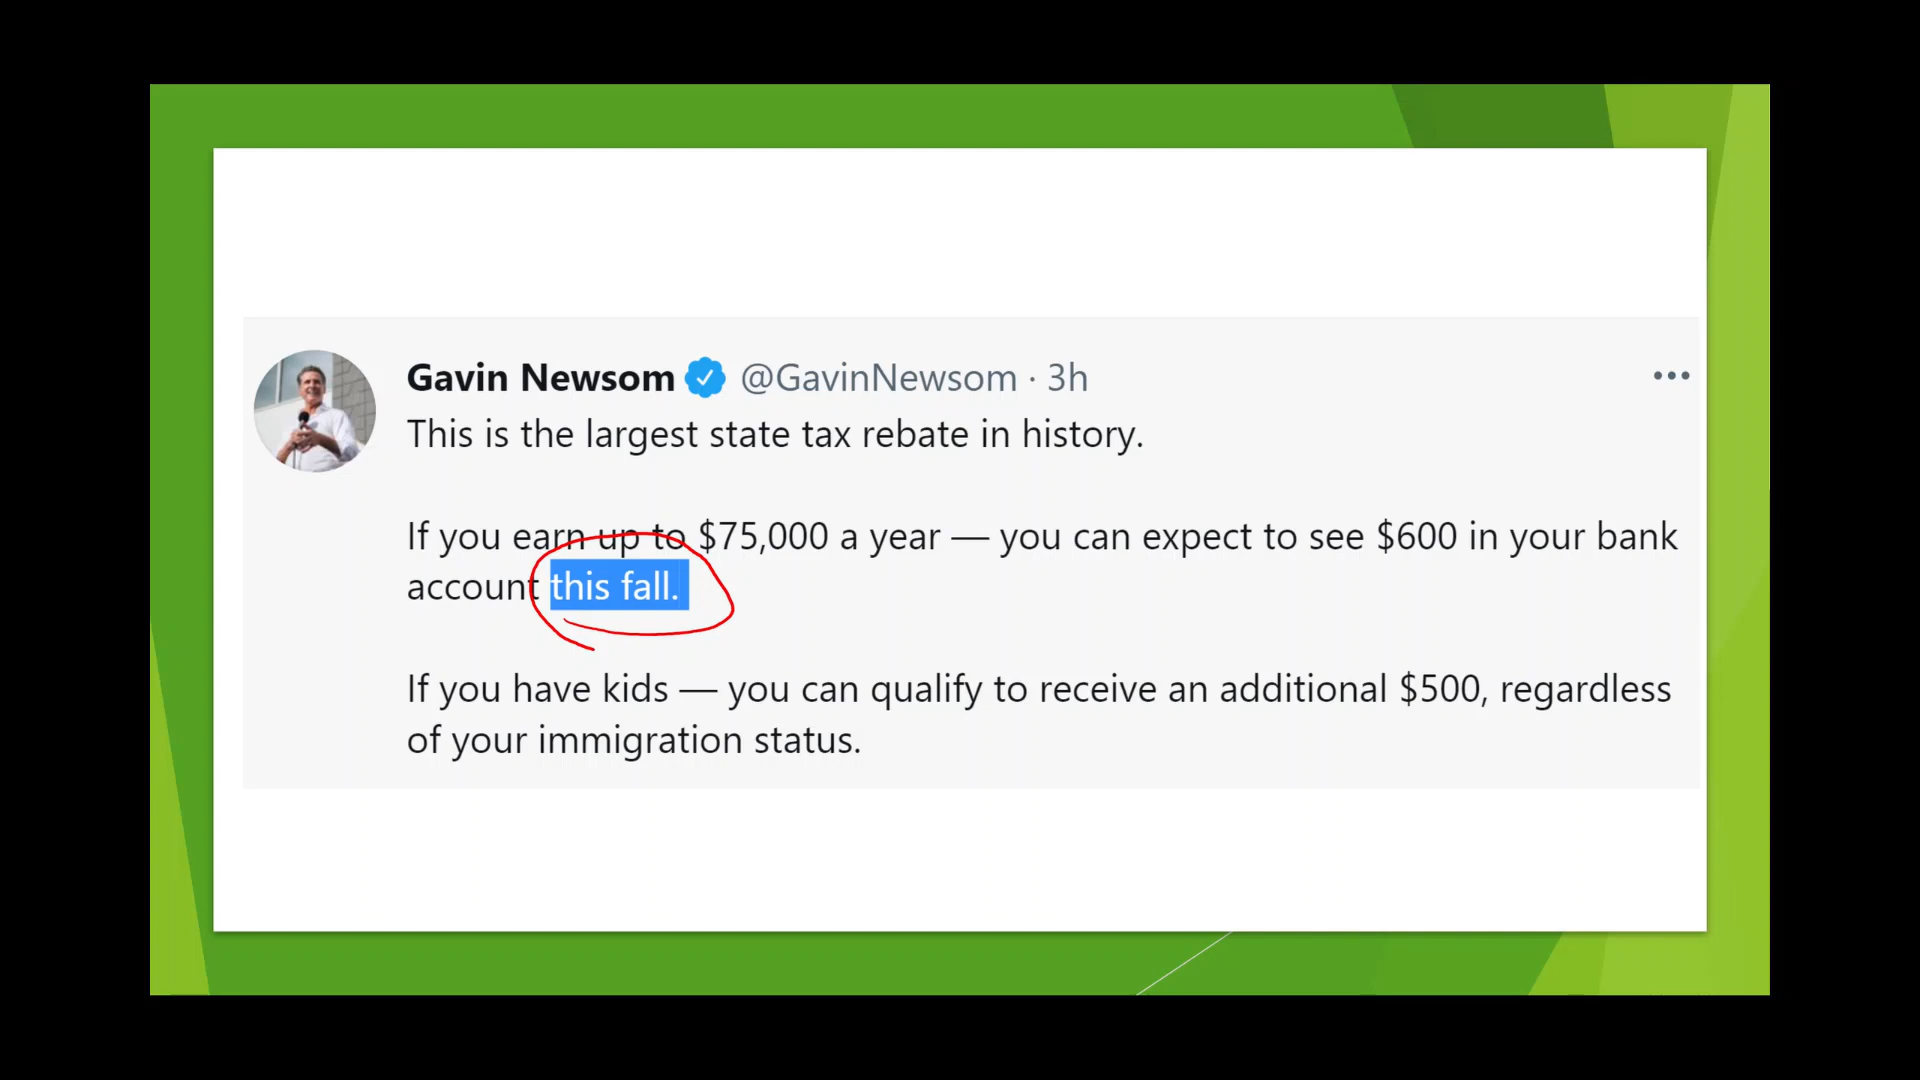 Gavin Newsom @GavinNewsom · 3h
This is the largest state tax rebate in history.
If you earn up to $75,000 a year — you can expect to see $600 in your bank
account this fall.
If you have kids — you can qualify to receive an additional $500, regardless
of your immigration status.